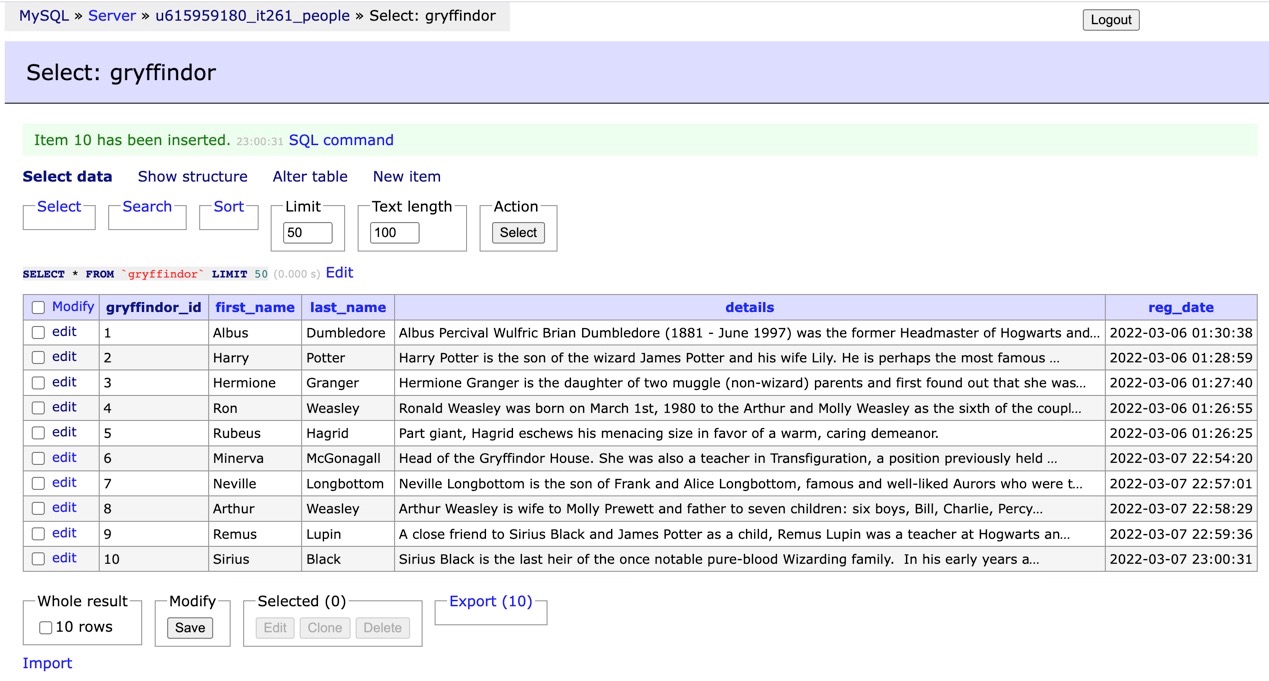 MySQL » Server » u615959180_it261_people » Select: gryffindor
Logout
Select: gryffindor
Item 10 has been inserted. 23:00:31 SQL command
Select data Show structure Alter table New item
Select Search Sort Limit Text length Action
50 100 Select
SELECT * FROM `gryffindor` LIMIT 50 (0.000 s) Edit
Modify gryffindor_id first_name last_name details reg_date
edit 1 Albus Dumbledore Albus Percival Wulfric Brian Dumbledore (1881 - June 1997) was the former Headmaster of Hogwarts and... 2022-03-06 01:30:38
edit 2 Harry Potter Harry Potter is the son of the wizard James Potter and his wife Lily. He is perhaps the most famous ... 2022-03-06 01:28:59
edit 3 Hermione Granger Hermione Granger is the daughter of two muggle (non-wizard) parents and first found out that she was... 2022-03-06 01:27:40
edit 4 Ron Weasley Ronald Weasley was born on March 1st, 1980 to the Arthur and Molly Weasley as the sixth of the coupl... 2022-03-06 01:26:55
edit 5 Rubeus Hagrid Part giant, Hagrid eschews his menacing size in favor of a warm, caring demeanor. 2022-03-06 01:26:25
edit 6 Minerva McGonagall Head of the Gryffindor House. She was also a teacher in Transfiguration, a position previously held ... 2022-03-07 22:54:20
edit 7 Neville Longbottom Neville Longbottom is the son of Frank and Alice Longbottom, famous and well-liked Aurors who were t... 2022-03-07 22:57:01
edit 8 Arthur Weasley Arthur Weasley is wife to Molly Prewett and father to seven children: six boys, Bill, Charlie, Percy... 2022-03-07 22:58:29
edit 9 Remus Lupin A close friend to Sirius Black and James Potter as a child, Remus Lupin was a teacher at Hogwarts an... 2022-03-07 22:59:36
edit 10 Sirius Black Sirius Black is the last heir of the once notable pure-blood Wizarding family.  In his early years a... 2022-03-07 23:00:31
Whole result Modify Selected (0) Export (10)
10 rows Save Edit Clone Delete
Import